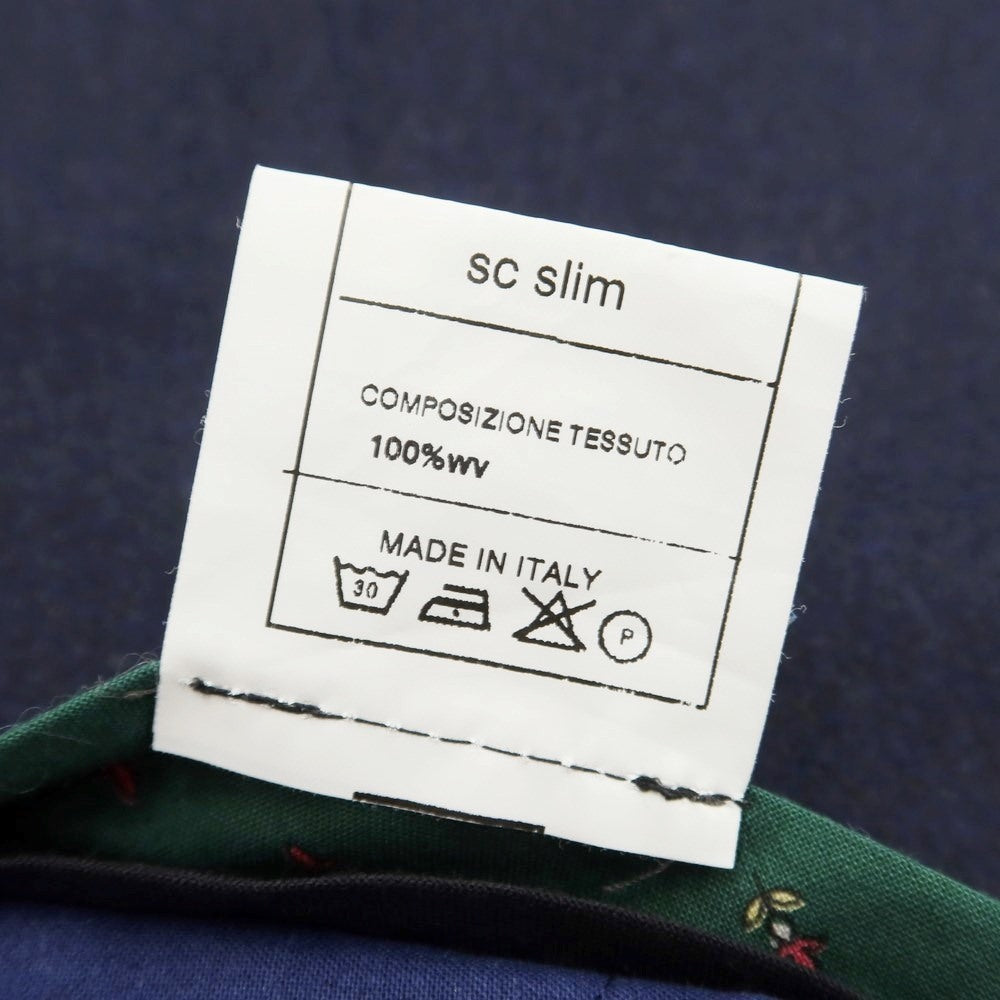 sc slim
COMPOSIZIONE TESSUTO
100%wv
MADE IN ITALY
30 P